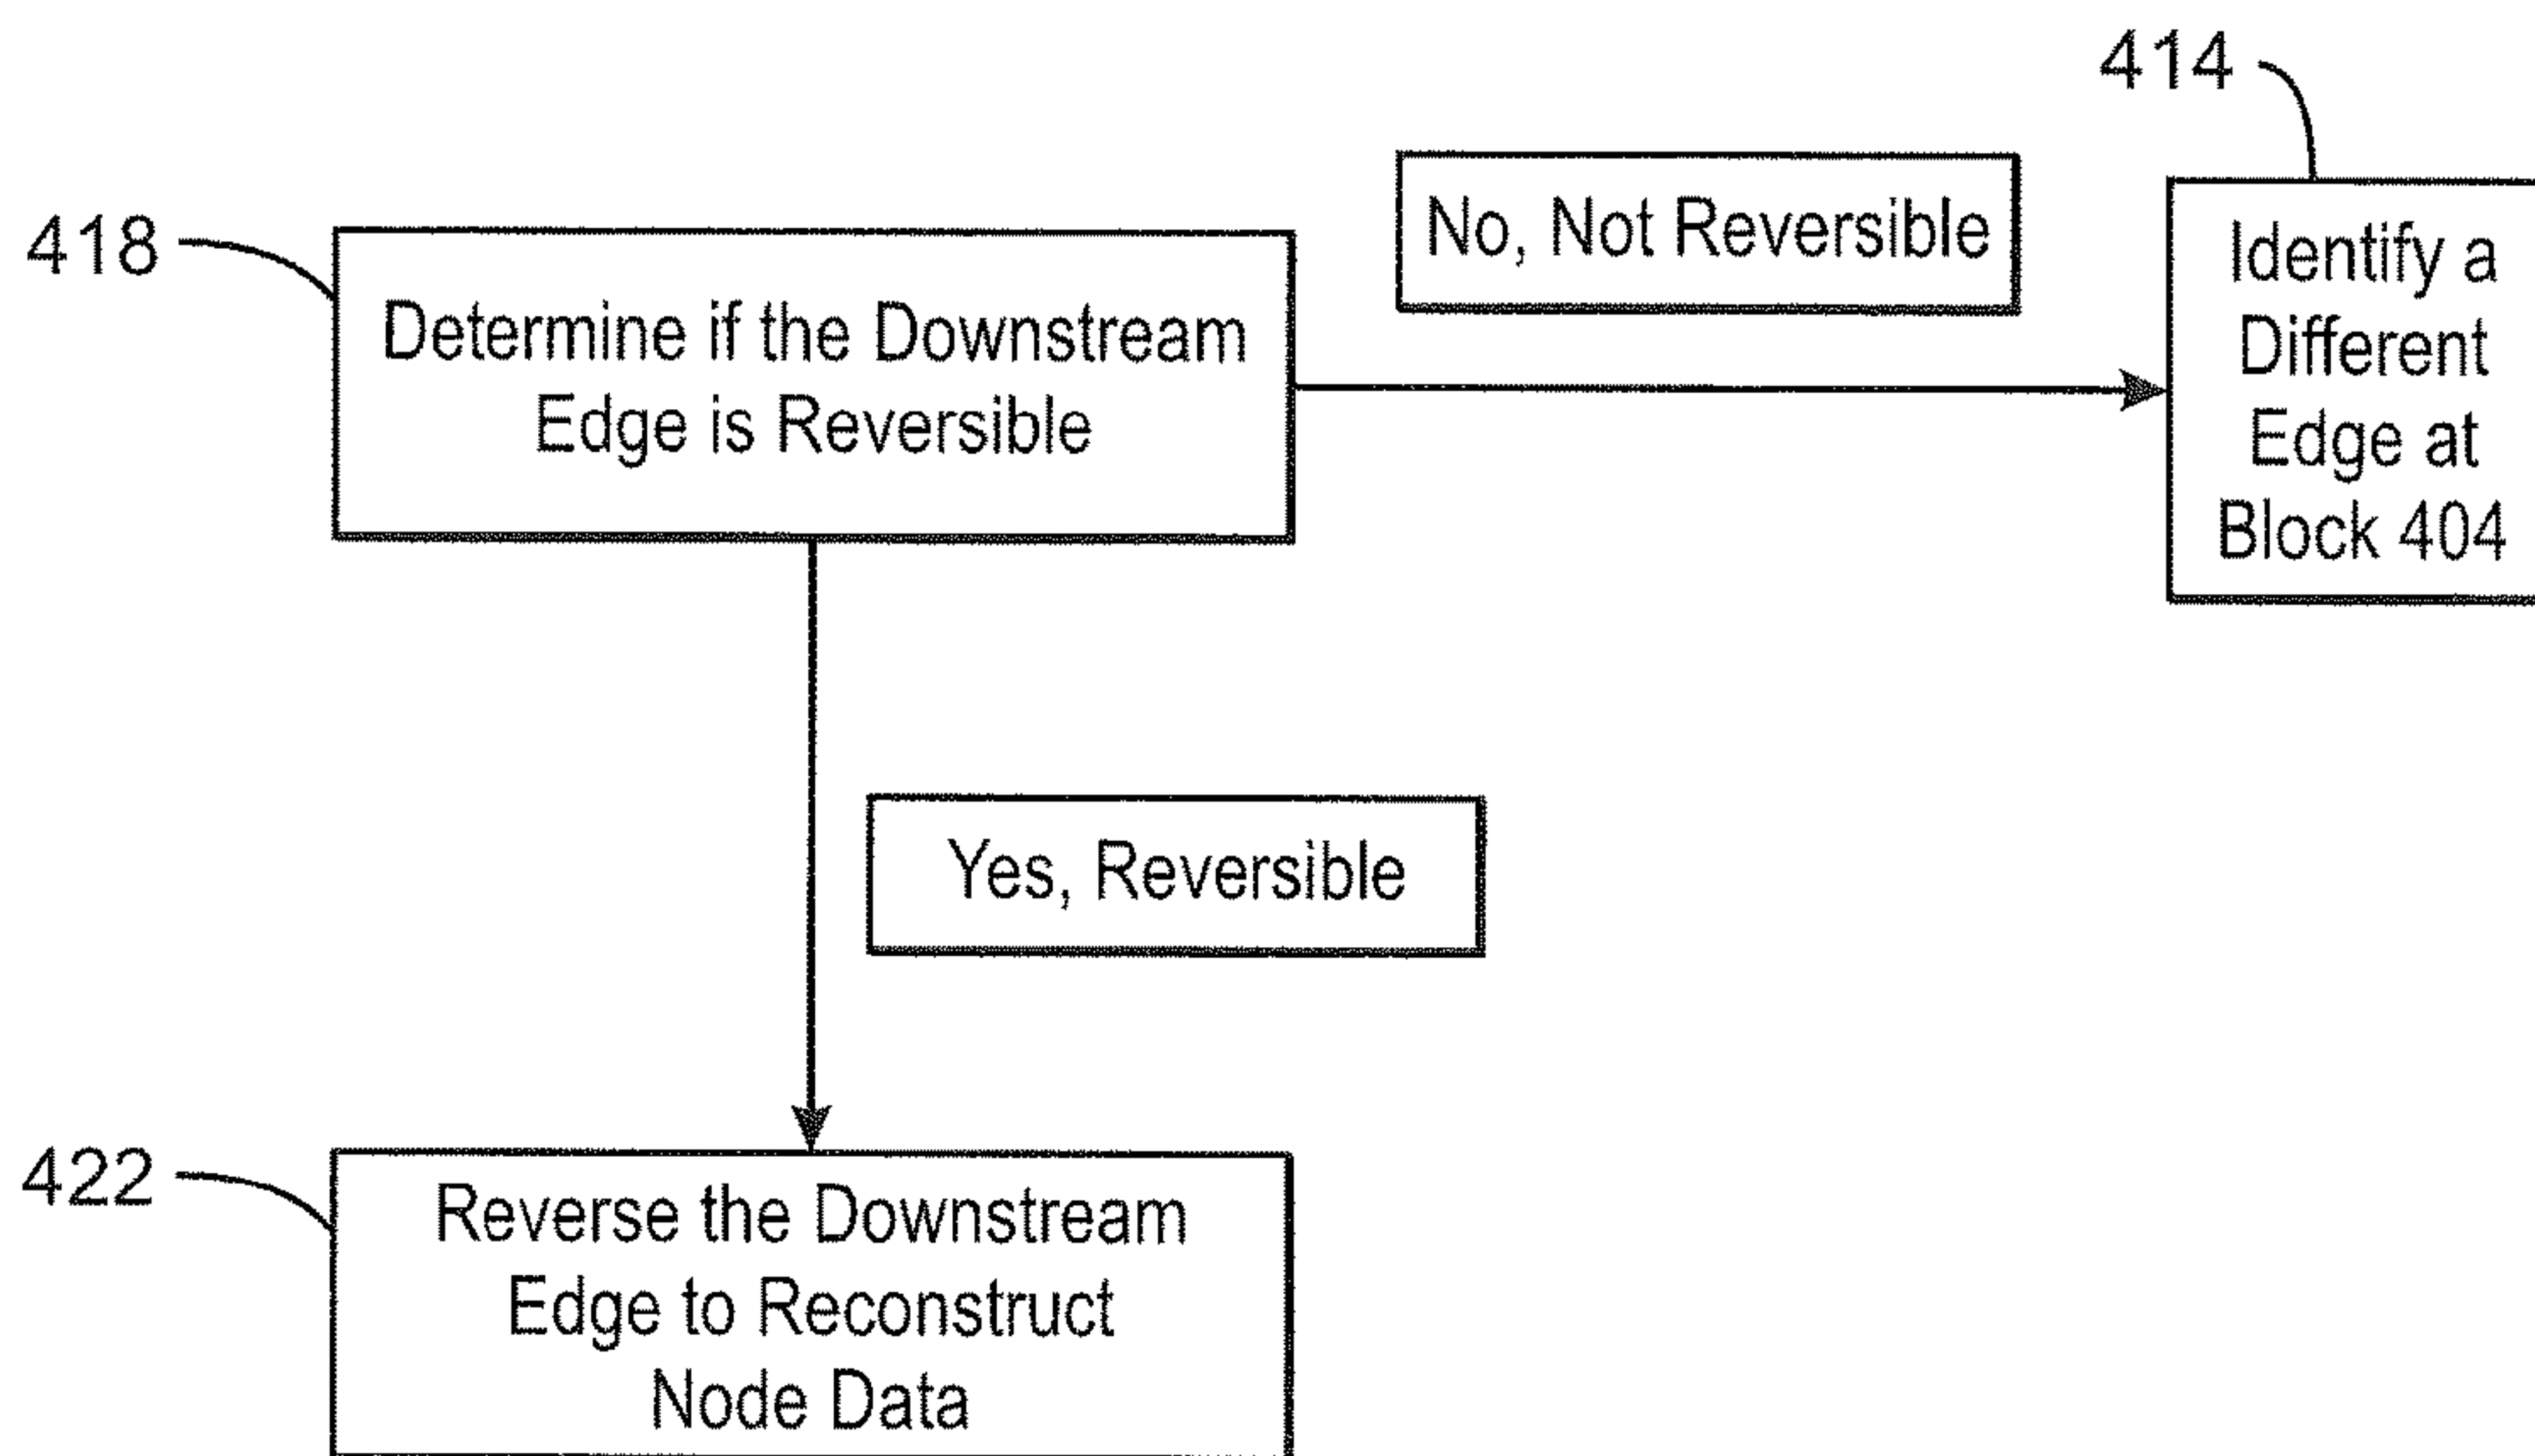 414
Identify a
Different
Edge at
Block 404
No, Not Reversible
418
Determine if the Downstream
Edge is Reversible
Yes, Reversible
422
Reverse the Downstream
Edge to Reconstruct
Node Data